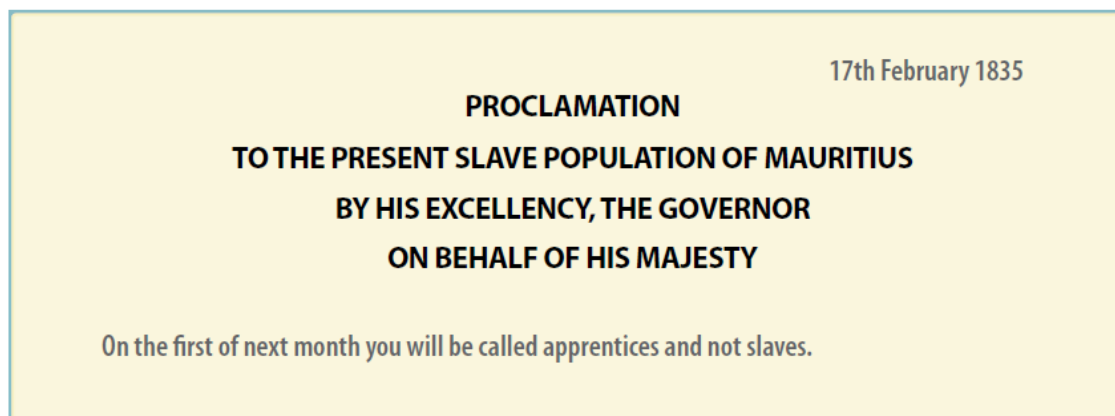 17th February 1835
PROCLAMATION
TO THE PRESENT SLAVE POPULATION OF MAURITIUS
BY HIS EXCELLENCY, THE GOVERNOR
ON BEHALF OF HIS MAJESTY
On the first of next month you will be called apprentices and not slaves.